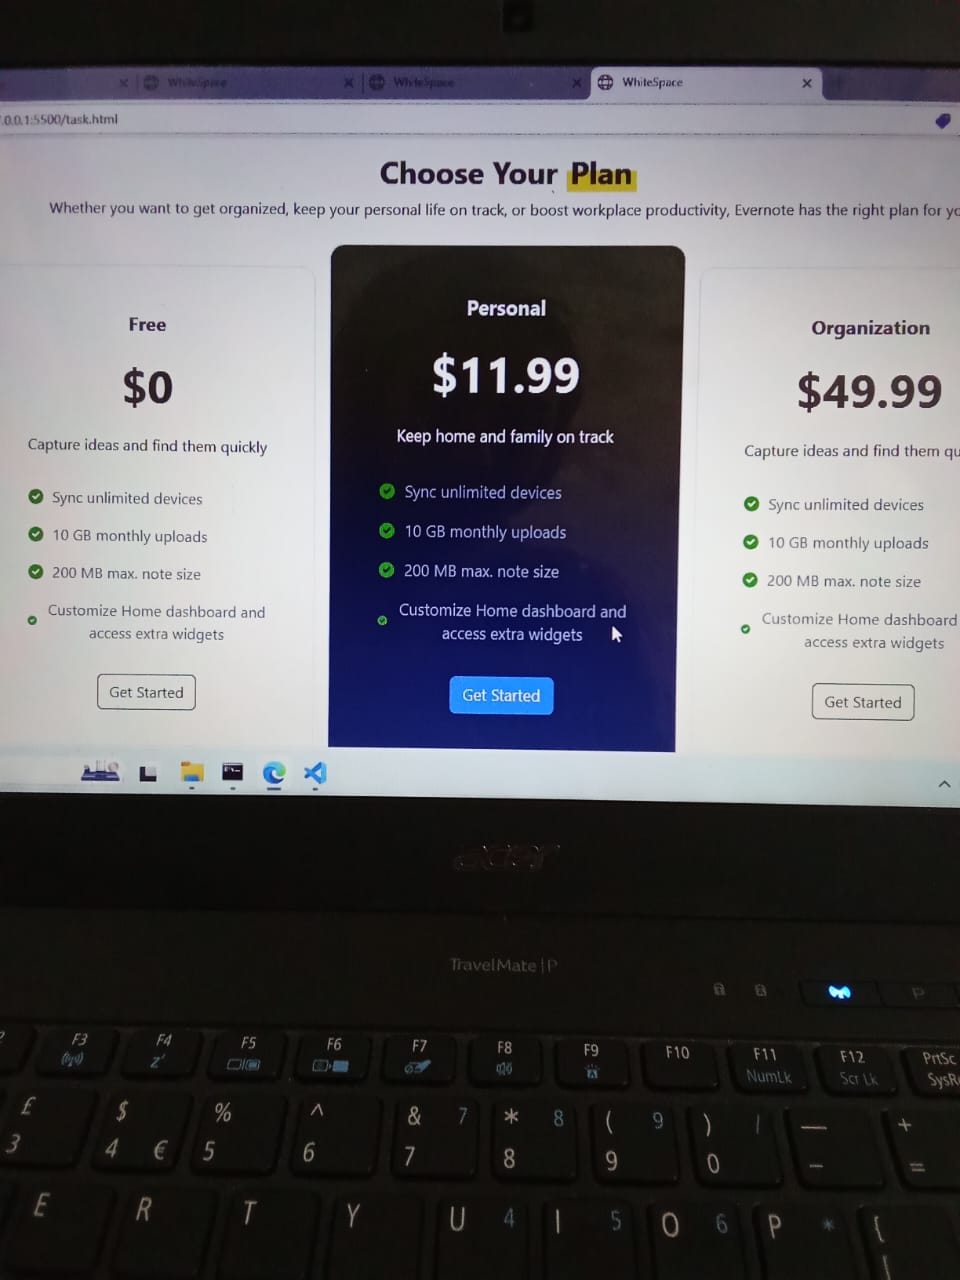 WhiteSpace
WhiteSpace
WhiteSpace
.0.0.1:5500/task.html
Choose Your Plan
Whether you want to get organized, keep your personal life on track, or boost workplace productivity, Evernote has the right plan for yo
Free
$0
Capture ideas and find them quickly
Sync unlimited devices
10 GB monthly uploads
200 MB max. note size
Customize Home dashboard and
access extra widgets
Get Started
Personal
$11.99
Keep home and family on track
Sync unlimited devices
10 GB monthly uploads
200 MB max. note size
Customize Home dashboard and
access extra widgets
Get Started
Organization
$49.99
Capture ideas and find them qu
Sync unlimited devices
10 GB monthly uploads
200 MB max. note size
Customize Home dashboard
access extra widgets
Get Started
acer
TravelMate | P
P
F3 F4 F5 F6 F7 F8 F9 F10 F11 F12 PrtSc
z NumLk Scr Lk SysR
£ $ % ^ & 7 * 8 ( 9 ) / — +
3 4 € 5 6 7 8 9 0 - =
E R T Y U 4 I 5 O 6 P * {
[